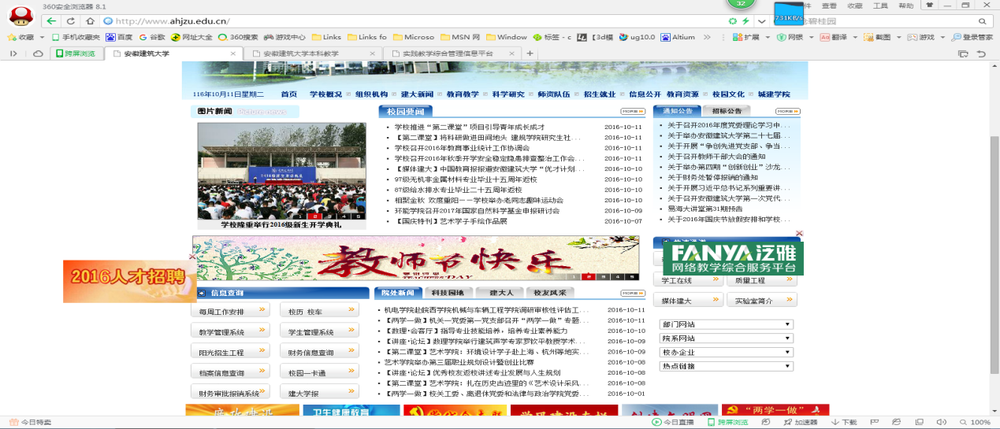 360安全浏览器 8.1
32
件 查看 收藏 工具 帮助
http://www.ahjzu.edu.cn/
731KB/s
碧桂园
收藏 手机收藏夹 百度 谷歌 网址大全 360搜索 游戏中心 Links Links fo Microso MSN 网 Window 标签 - c 【3d模 ug10.0 Altium » 扩展 网银 翻译 截图 游戏 登录管家
跨屏浏览 安徽建筑大学 安徽建筑大学本科教学 实践教学综合管理信息平台
116年10月11日星期二 首页 学校概况 组织机构 建大新闻 教育教学 科学研究 师资队伍 招生就业 信息公开 教育资源 校园文化 城建学院
图片新闻 Picture news
1 2 3 4 5
学校隆重举行2016级新生开学典礼
校园要闻 MORE
学校推进“第二课堂”项目引导青年成长成才 2016-10-11
【第二课堂】将科研做进田间地头 建规学院研究生社... 2016-10-11
学校召开2016年教育事业统计工作协调会 2016-10-11
学校召开2016年秋季开学安全稳定隐患排查整治工作会... 2016-10-11
【媒体建大】中国教育报报道安徽建筑大学“优才计划... 2016-10-10
97级无机非金属材料专业毕业十五周年返校 2016-10-10
87级给水排水专业毕业二十五周年返校 2016-10-10
相聚金秋 欢度重阳——学校举办老同志趣味运动会 2016-10-10
环能学院召开2017年国家自然科学基金申报研讨会 2016-10-09
【国庆特刊】艺术学子手绘作品展 2016-10-07
通知公告 招标公告 MORE
关于召开2016年度党委理论学习中...
关于举办安徽建筑大学第二十七届...
关于开展“争创先进党支部、争当...
关于召开教师干部大会的通知
关于举办第四期“创新创业”沙龙...
关于财务处暂停报销的通知
关于开展习近平总书记系列重要讲...
关于召开安徽建筑大学第一次党代...
易海大讲堂第31期预告
关于2016年国庆节放假安排和学校...
教师节快乐
TEACHERS DAY
1 2 3 4 5
2016人才招聘
FANYA泛雅
网络教学综合服务平台
学工在线 质量工程
媒体建大 实验室简介
部门网站
院系网站
校办企业
热点链接
信息查询
每周工作安排 校历 校车
教学管理系统 学生管理系统
阳光招生工程 财务信息查询
档案信息查询 校园一卡通
财务审批报销系统 建大学报
院处新闻 科技园地 建大人 校友风采 MORE
机电学院赴皖西学院机械与车辆工程学院调研审核性评估工... 2016-10-11
【两学一做】机关一党委第一党支部召开“两学一做”专题... 2016-10-11
【数理·会客厅】指导专业技能培养，培养专业素养能力 2016-10-10
【讲座·论坛】数理学院举行建筑声学专家罗钦平教授学术... 2016-10-09
【第二课堂】艺术学院：环境设计学子赴上海、杭州等地实... 2016-10-09
艺术学院举办第三届职业规划设计暨创业比赛 2016-10-08
【讲座·论坛】优秀校友返校讲述专业发展与人生规划 2016-10-08
【第二课堂】艺术学院：扎在历史古迹里的《艺术设计采风... 2016-10-08
【两学一做】校关工委、离退休党委和法律与政治学院党委... 2016-10-01
卫生健康教育
“两学一做”
今日特卖 今日直播 跨屏浏览 加速器 下载 100%